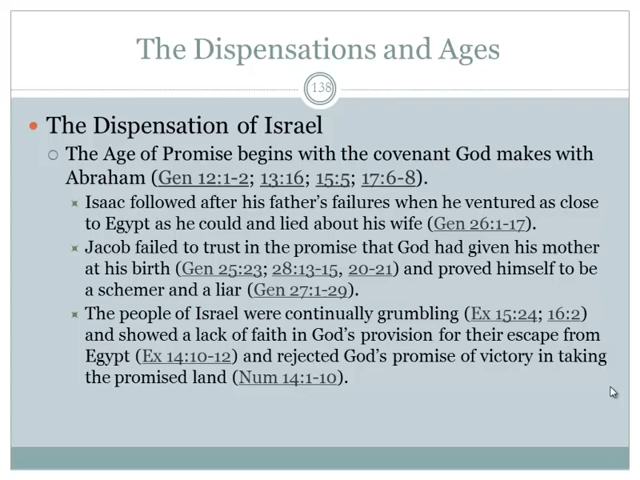 The Dispensations and Ages
138
The Dispensation of Israel
The Age of Promise begins with the covenant God makes with
Abraham (Gen 12:1-2; 13:16; 15:5; 17:6-8).
Isaac followed after his father's failures when he ventured as close
to Egypt as he could and lied about his wife (Gen 26:1-17).
Jacob failed to trust in the promise that God had given his mother
at his birth (Gen 25:23; 28:13-15, 20-21) and proved himself to be
a schemer and a liar (Gen 27:1-29).
The people of Israel were continually grumbling (Ex 15:24; 16:2)
and showed a lack of faith in God's provision for their escape from
Egypt (Ex 14:10-12) and rejected God's promise of victory in taking
the promised land (Num 14:1-10).